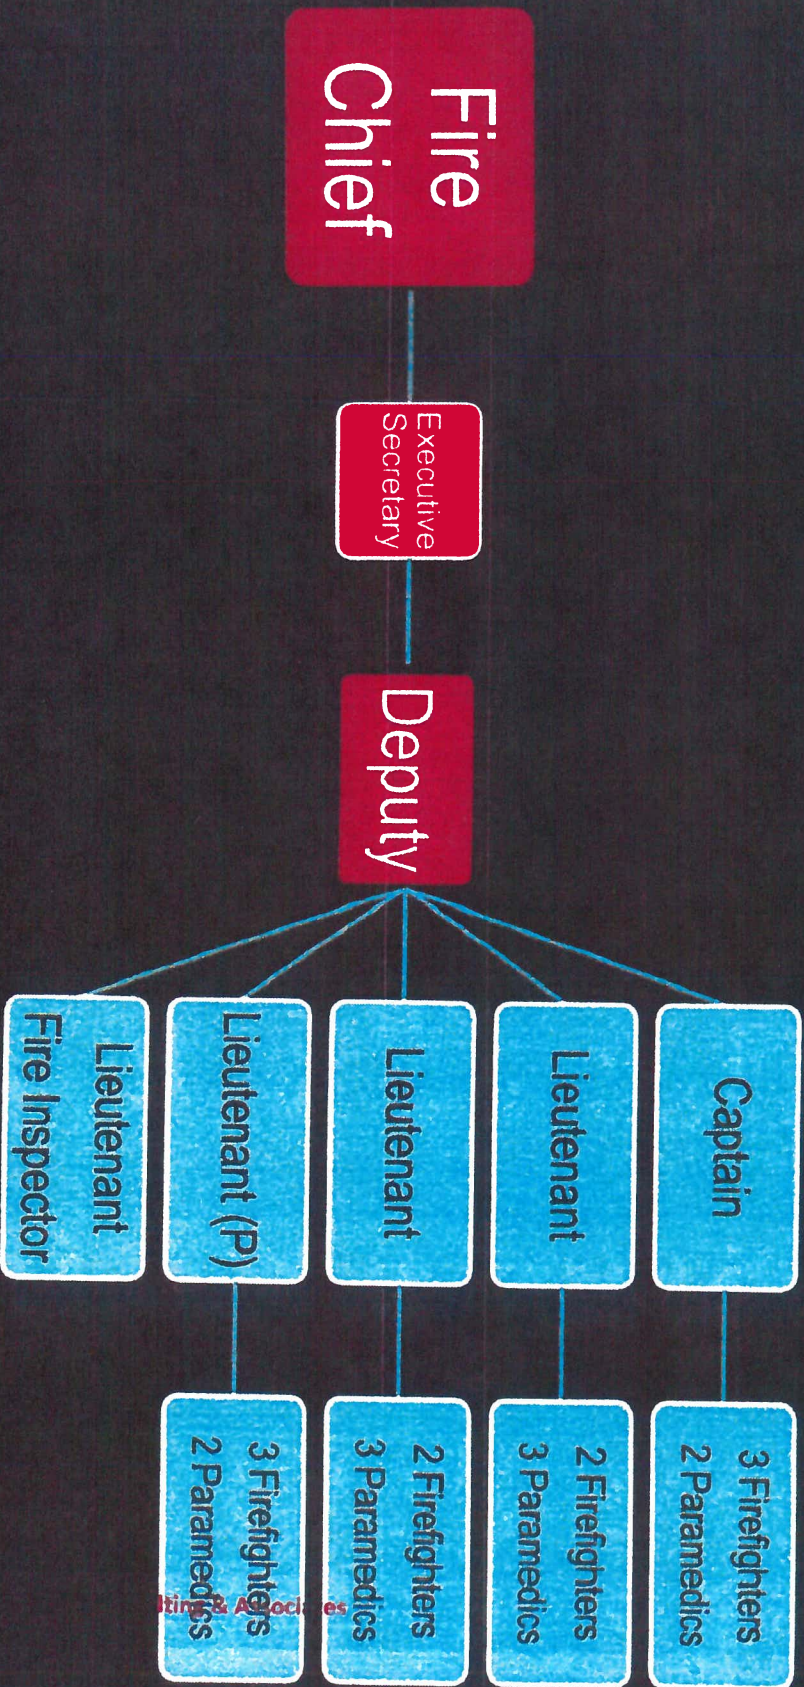 Fire
Chief
Executive
Secretary
Deputy
Captain
Lieutenant
Lieutenant
Lieutenant (P)
Lieutenant
Fire Inspector
3 Firefighters
2 Paramedics
2 Firefighters
3 Paramedics
2 Firefighters
3 Paramedics
3 Firefighters
2 Paramedics
& Associates